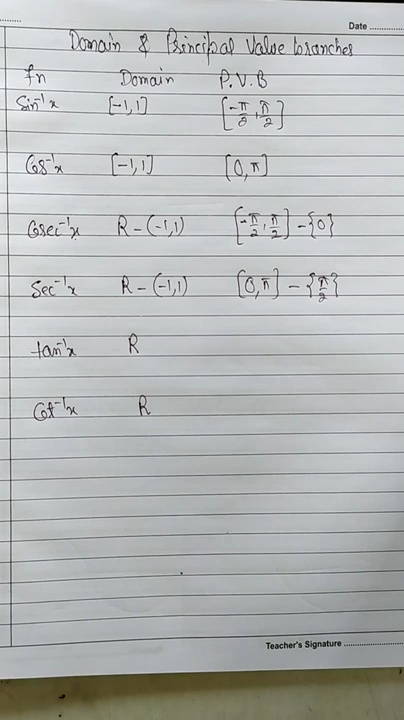 Date ..............
Domain & Principal Value branches
fn Domain P.V.B
Sin⁻¹x [-1,1] [-π/2, π/2]
Cos⁻¹x [-1,1] [0,π]
Cosec⁻¹x R - (-1,1) [-π/2, π/2] - {0}
Sec⁻¹x R - (-1,1) [0,π] - {π/2}
tan⁻¹x R
Cot⁻¹x R
Teacher's Signature ..............